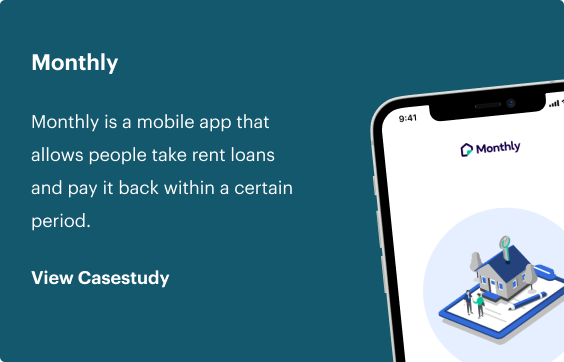 Monthly
Monthly is a mobile app that
allows people take rent loans
and pay it back within a certain
period.
View Casestudy
9:41
Monthly